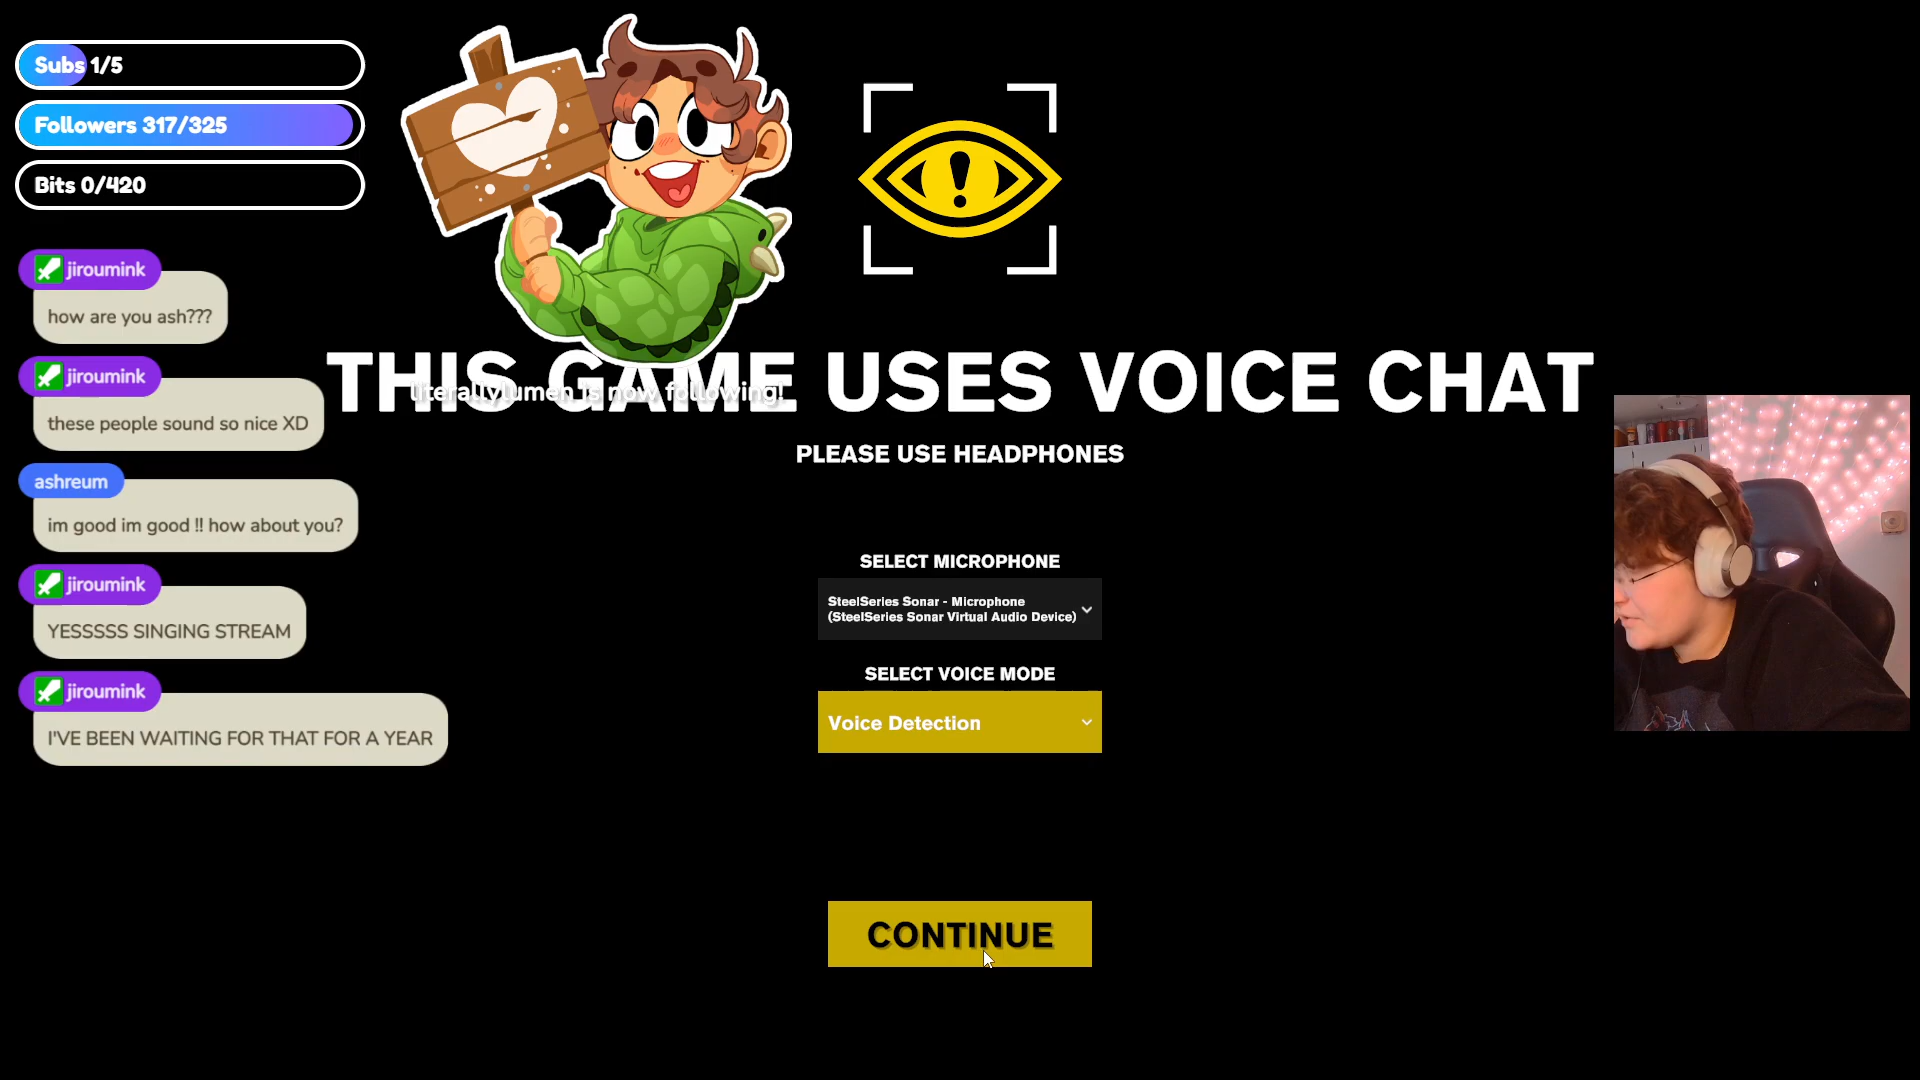 Subs 1/5
Followers 317/325
Bits 0/420
jiroumink
how are you ash???
jiroumink
these people sound so nice XD
ashreum
im good im good !! how about you?
jiroumink
YESSSSS SINGING STREAM
jiroumink
I'VE BEEN WAITING FOR THAT FOR A YEAR
literallylumen is now following!
THIS GAME USES VOICE CHAT
PLEASE USE HEADPHONES
SELECT MICROPHONE
SteelSeries Sonar - Microphone
(SteelSeries Sonar Virtual Audio Device)
SELECT VOICE MODE
Voice Detection
CONTINUE